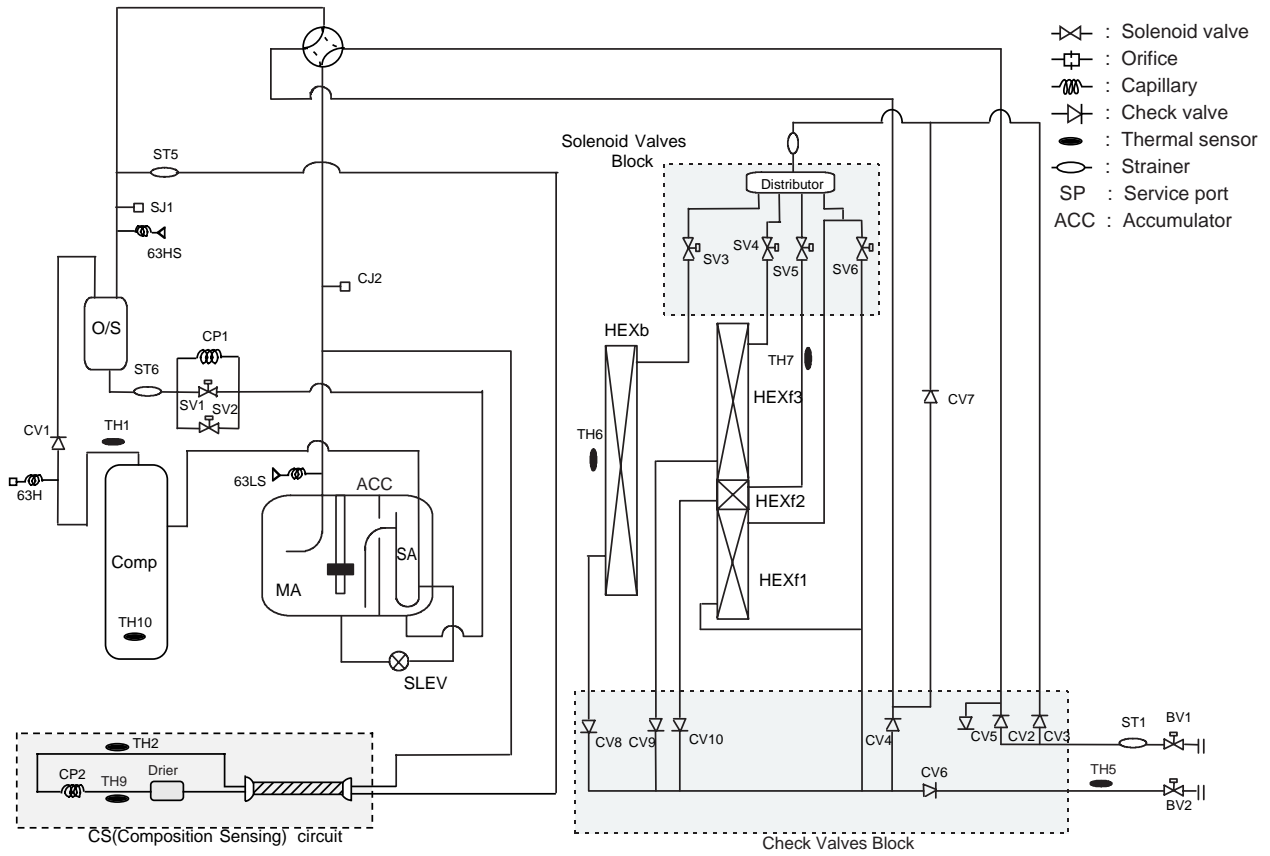 : Solenoid valve
: Orifice
: Capillary
: Check valve
: Thermal sensor
: Strainer
SP : Service port
ACC : Accumulator
Solenoid Valves
Block
ST5
Distributor
SJ1
63HS
SV3
SV4
SV5
SV6
CJ2
O/S
CP1
HEXb
TH7
ST6
SV1
SV2
HEXf3
CV7
CV1
TH1
TH6
63H
63LS
ACC
HEXf2
Comp
SA
MA
HEXf1
TH10
SLEV
CV8
CV9
CV10
CV4
CV5
CV2
CV3
ST1
BV1
TH2
CP2
TH9
Drier
CV6
TH5
BV2
CS(Composition Sensing) circuit
Check Valves Block